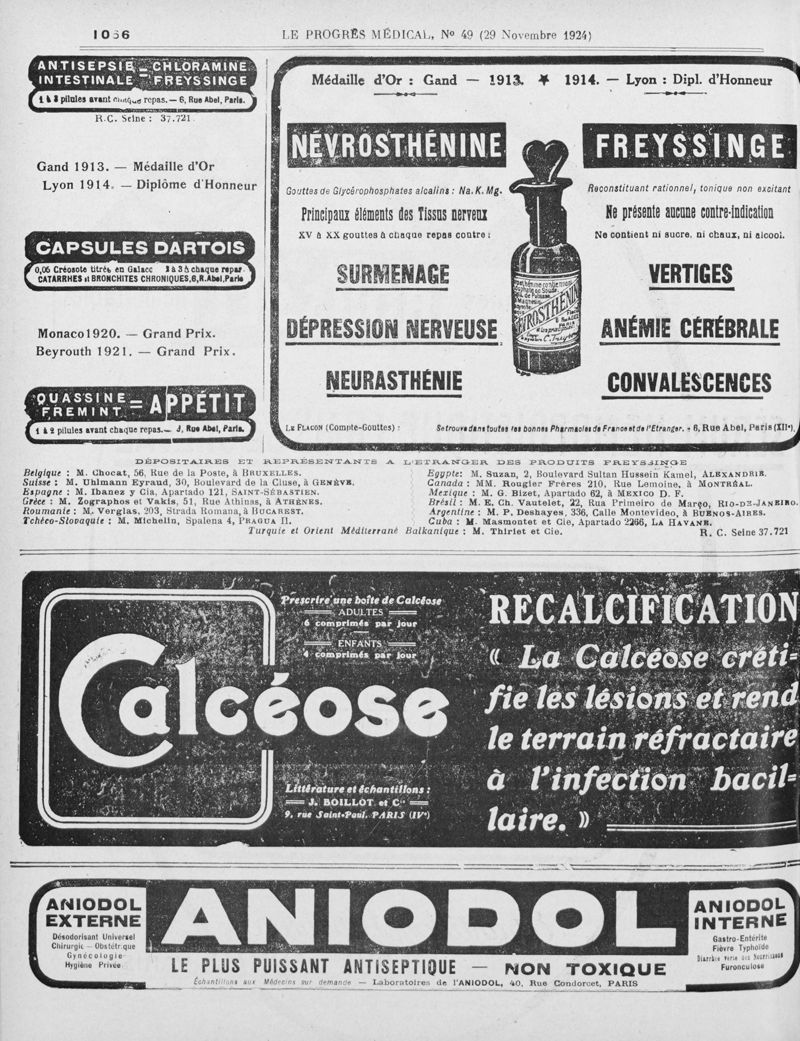 1036
LE PROGRÈS MÉDICAL, No 49 (29 Novembre 1924)
ANTISEPSIE = CHLORAMINE
INTESTINALE = FREYSSINGE
1 à 3 pilules avant chaque repas. — 6, Rue Abel, Paris.
R.C. Seine : 37.721
Gand 1913. — Médaille d'Or
Lyon 1914. — Diplôme d'Honneur
CAPSULES DARTOIS
0,05 Créosote titrée en Gaïacol 2 à 3 à chaque repas
CATARRHES et BRONCHITES CHRONIQUES, 6, R. Abel, Paris
Monaco 1920. — Grand Prix.
Beyrouth 1921. — Grand Prix.
QUASSINE
FREMINT = APPÉTIT
1 à 2 pilules avant chaque repas. — 6, Rue Abel, Paris.
Médaille d'Or : Gand — 1913. ★ 1914. — Lyon : Dipl. d'Honneur
NÉVROSTHÉNINE FREYSSINGE
Gouttes de Glycérophosphates alcalins : Na. K. Mg.
Principaux éléments des Tissus nerveux
XV à XX gouttes à chaque repas contre :
SURMENAGE
DÉPRESSION NERVEUSE
NEURASTHÉNIE
Reconstituant rationnel, tonique non excitant
Ne présente aucune contre-indication
Ne contient ni sucre, ni chaux, ni alcool.
VERTIGES
ANÉMIE CÉRÉBRALE
CONVALESCENCES
LE FLACON (Compte-Gouttes) :
Se trouve dans toutes les bonnes Pharmacies de France et de l'Étranger. - 6, Rue Abel, Paris (XIIe).
DÉPOSITAIRES ET REPRÉSENTANTS A L'ETRANGER DES PRODUITS FREYSSINGE
Belgique : M. Chocat, 56, Rue de la Poste, à BRUXELLES.
Suisse : M. Uhlmann Eyraud, 30, Boulevard de la Cluse, à GENÈVE.
Espagne : M. Ibanez y Cia, Apartado 121, SAINT-SÉBASTIEN.
Grèce : M. Zographos et Vakis, 51, Rue Athinas, à ATRÈNES.
Roumanie : M. Verglas, 203, Strada Romana, à BUCAREST.
Tchéco-Slovaquie : M. Michelin, Spalena 4, PRAGUA II.
Egypte : M. Suzan, 2, Boulevard Sultan Hussein Kamel, ALEXANDRIE.
Canada : MM. Rougier Frères 210, Rue Lemoine, à MONTRÉAL.
Mexique : M. G. Bizet, Apartado 62, à MEXICO D. F.
Brésil : M. E. Ch. Vautelet, 22, Rua Primeiro de Março, RIO-DE-JANEIRO.
Argentine : M. P. Deshayes, 336, Calle Montevideo, à BUENOS-AIRES.
Cuba : M. Masmontet et Cie, Apartado 2266, LA HAVANE.
Turquie et Orient Méditerrané Balkanique : M. Thiriet et Cie.
R. C. Seine 37.721
Calcéose
Prescrire une boîte de Calcéose
ADULTES
6 comprimés par jour
ENFANTS
4 comprimés par jour
Littérature et échantillons :
J. BOILLOT et Cie
9, rue Saint-Paul, PARIS (IVe)
RECALCIFICATION
« La Calcéose créti=
fie les lésions et rend
le terrain réfractaire
à l'infection bacil=
laire. »
ANIODOL
EXTERNE
Désodorisant Universel
Chirurgie — Obstétrique
Gynécologie
Hygiène Privée
ANIODOL
LE PLUS PUISSANT ANTISEPTIQUE — NON TOXIQUE
Échantillons aux Médecins sur demande — Laboratoires de l'ANIODOL, 40, Rue Condorcet, PARIS
ANIODOL
INTERNE
Gastro-Entérite
Fièvre Typhoïde
Diarrhée verte des Nourrissons
Furonculose